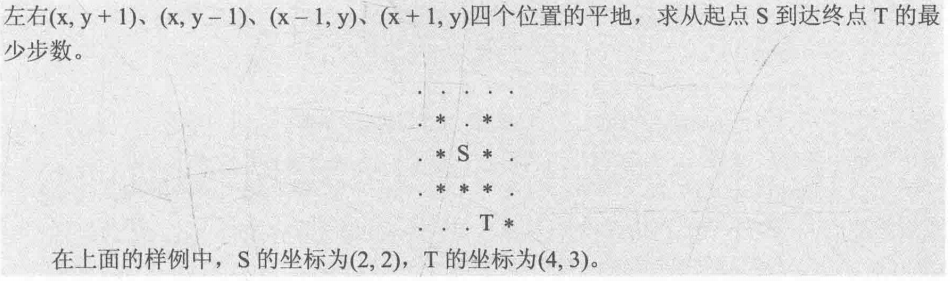 左右(x, y + 1)、(x, y – 1)、(x – 1, y)、(x + 1, y)四个位置的平地，求从起点 S 到达终点 T 的最
少步数。
. . . . .
. * . * .
. * S * .
. * * * .
. . . T *
在上面的样例中，S 的坐标为(2, 2)，T 的坐标为(4, 3)。